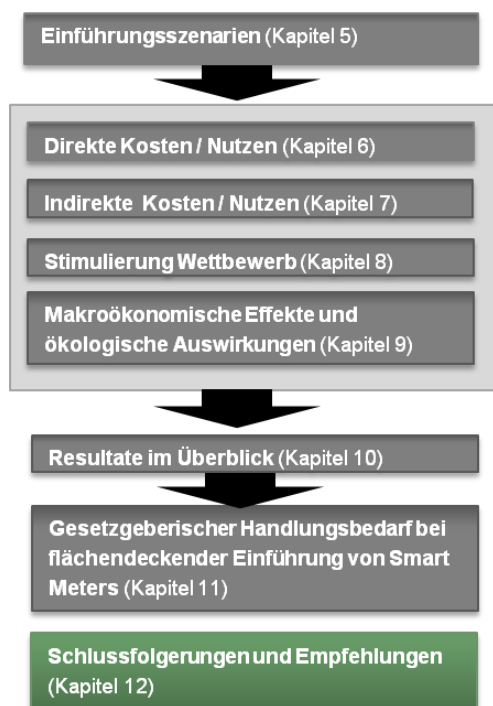 Einführungsszenarien (Kapitel 5)
Direkte Kosten / Nutzen (Kapitel 6)
Indirekte Kosten / Nutzen (Kapitel 7)
Stimulierung Wettbewerb (Kapitel 8)
Makroökonomische Effekte und
ökologische Auswirkungen (Kapitel 9)
Resultate im Überblick (Kapitel 10)
Gesetzgeberischer Handlungsbedarf bei
flächendeckender Einführung von Smart
Meters (Kapitel 11)
Schlussfolgerungen und Empfehlungen
(Kapitel 12)